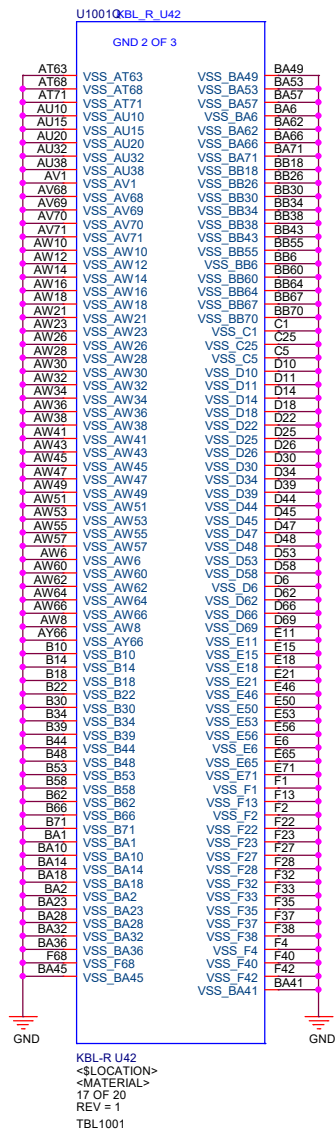 U1001Q KBL_R_U42
GND 2 OF 3
AT63 VSS_AT63 VSS_BA49 BA49
AT68 VSS_AT68 VSS_BA53 BA53
AT71 VSS_AT71 VSS_BA57 BA57
AU10 VSS_AU10 VSS_BA6 BA6
AU15 VSS_AU15 VSS_BA62 BA62
AU20 VSS_AU20 VSS_BA66 BA66
AU32 VSS_AU32 VSS_BA71 BA71
AU38 VSS_AU38 VSS_BB18 BB18
AV1 VSS_AV1 VSS_BB26 BB26
AV68 VSS_AV68 VSS_BB30 BB30
AV69 VSS_AV69 VSS_BB34 BB34
AV70 VSS_AV70 VSS_BB38 BB38
AV71 VSS_AV71 VSS_BB43 BB43
AW10 VSS_AW10 VSS_BB55 BB55
AW12 VSS_AW12 VSS_BB6 BB6
AW14 VSS_AW14 VSS_BB60 BB60
AW16 VSS_AW16 VSS_BB64 BB64
AW18 VSS_AW18 VSS_BB67 BB67
AW21 VSS_AW21 VSS_BB70 BB70
AW23 VSS_AW23 VSS_C1 C1
AW26 VSS_AW26 VSS_C25 C25
AW28 VSS_AW28 VSS_C5 C5
AW30 VSS_AW30 VSS_D10 D10
AW32 VSS_AW32 VSS_D11 D11
AW34 VSS_AW34 VSS_D14 D14
AW36 VSS_AW36 VSS_D18 D18
AW38 VSS_AW38 VSS_D22 D22
AW41 VSS_AW41 VSS_D25 D25
AW43 VSS_AW43 VSS_D26 D26
AW45 VSS_AW45 VSS_D30 D30
AW47 VSS_AW47 VSS_D34 D34
AW49 VSS_AW49 VSS_D39 D39
AW51 VSS_AW51 VSS_D44 D44
AW53 VSS_AW53 VSS_D45 D45
AW55 VSS_AW55 VSS_D47 D47
AW57 VSS_AW57 VSS_D48 D48
AW6 VSS_AW6 VSS_D53 D53
AW60 VSS_AW60 VSS_D58 D58
AW62 VSS_AW62 VSS_D6 D6
AW64 VSS_AW64 VSS_D62 D62
AW66 VSS_AW66 VSS_D66 D66
AW8 VSS_AW8 VSS_D69 D69
AY66 VSS_AY66 VSS_E11 E11
B10 VSS_B10 VSS_E15 E15
B14 VSS_B14 VSS_E18 E18
B18 VSS_B18 VSS_E21 E21
B22 VSS_B22 VSS_E46 E46
B30 VSS_B30 VSS_E50 E50
B34 VSS_B34 VSS_E53 E53
B39 VSS_B39 VSS_E56 E56
B44 VSS_B44 VSS_E6 E6
B48 VSS_B48 VSS_E65 E65
B53 VSS_B53 VSS_E71 E71
B58 VSS_B58 VSS_F1 F1
B62 VSS_B62 VSS_F13 F13
B66 VSS_B66 VSS_F2 F2
B71 VSS_B71 VSS_F22 F22
BA1 VSS_BA1 VSS_F23 F23
BA10 VSS_BA10 VSS_F27 F27
BA14 VSS_BA14 VSS_F28 F28
BA18 VSS_BA18 VSS_F32 F32
BA2 VSS_BA2 VSS_F33 F33
BA23 VSS_BA23 VSS_F35 F35
BA28 VSS_BA28 VSS_F37 F37
BA32 VSS_BA32 VSS_F38 F38
BA36 VSS_BA36 VSS_F4 F4
F68 VSS_F68 VSS_F40 F40
BA45 VSS_BA45 VSS_F42 F42
VSS_BA41 BA41
GND GND
KBL-R U42
<$LOCATION>
<MATERIAL>
17 OF 20
REV = 1
TBL1001